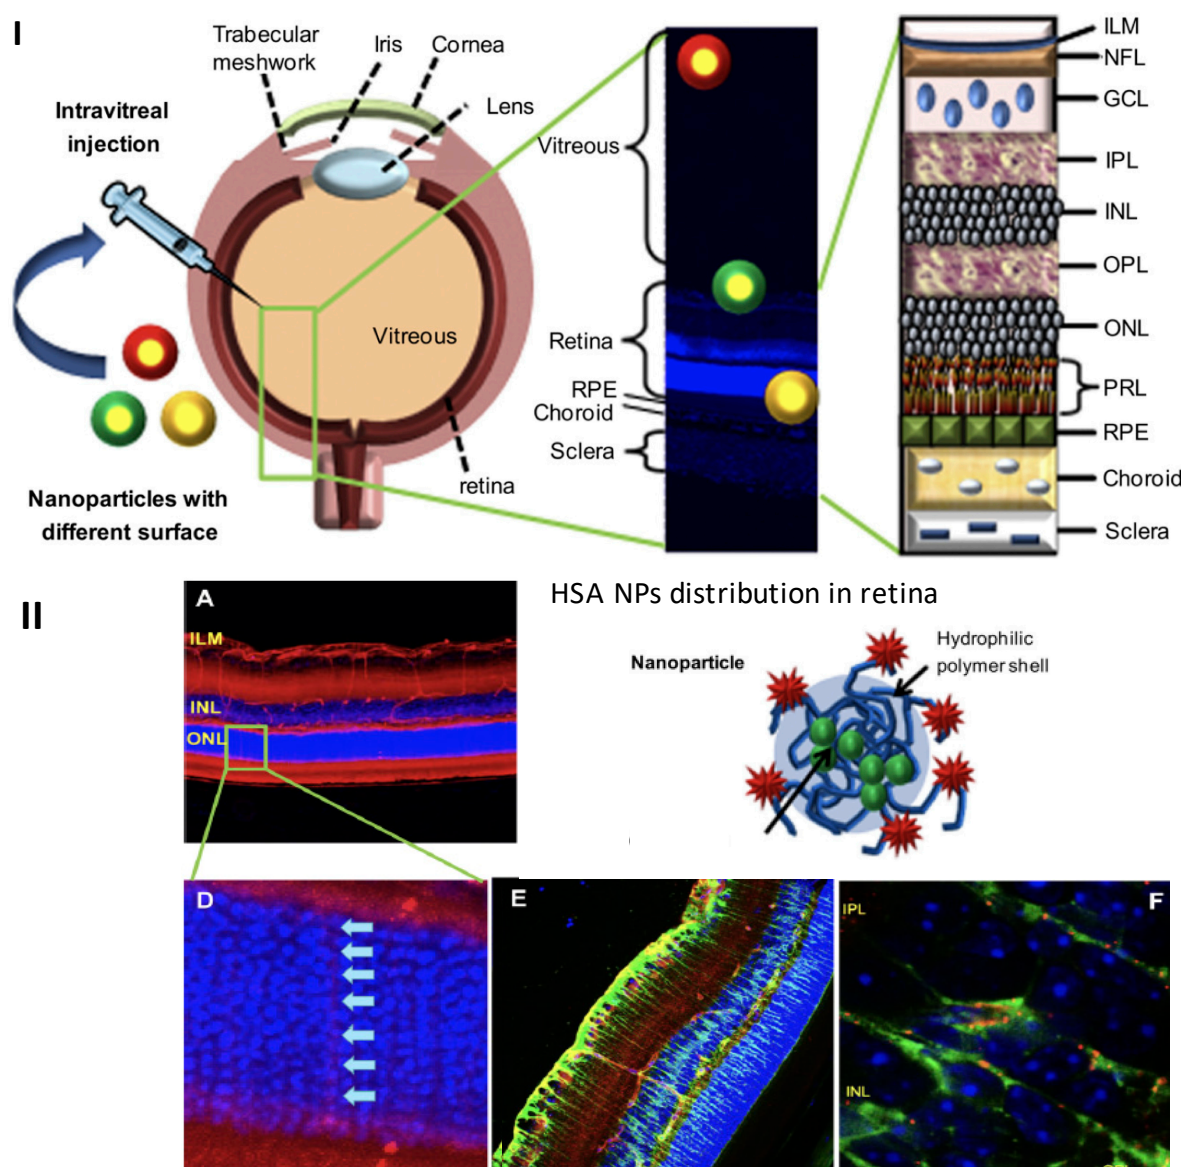 I
Trabecular
meshwork
Iris
Cornea
Lens
Intravitreal
injection
Vitreous
retina
Nanoparticles with
different surface
Vitreous
Retina
RPE
Choroid
Sclera
ILM
NFL
GCL
IPL
INL
OPL
ONL
PRL
RPE
Choroid
Sclera
II
A
ILM
INL
ONL
HSA NPs distribution in retina
Nanoparticle
Hydrophilic
polymer shell
D
E
F
IPL
INL